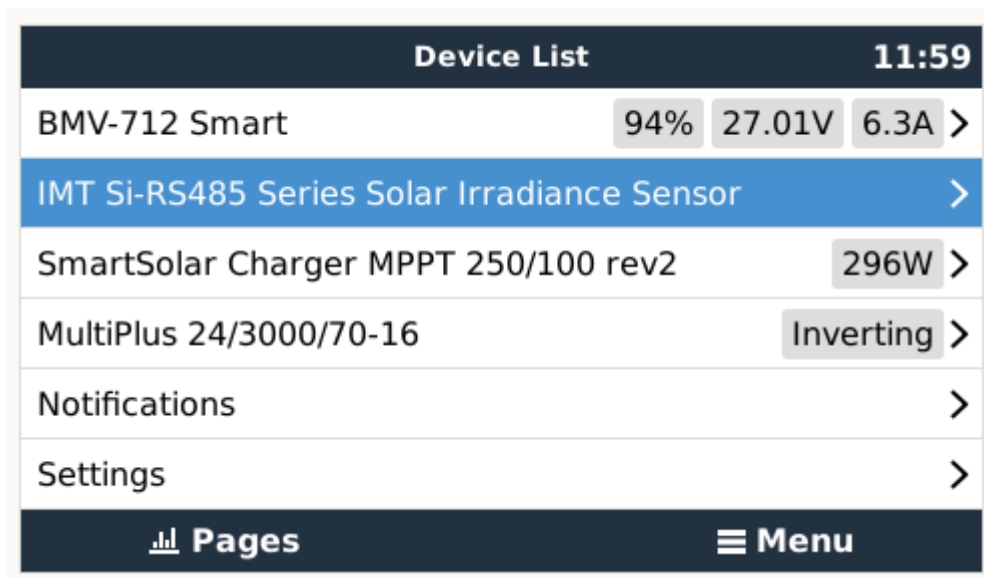 Device List 11:59
BMV-712 Smart 94% 27.01V 6.3A
IMT Si-RS485 Series Solar Irradiance Sensor
SmartSolar Charger MPPT 250/100 rev2 296W
MultiPlus 24/3000/70-16 Inverting
Notifications
Settings
Pages Menu